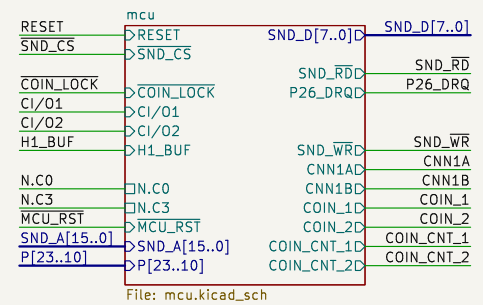 mcu
RESET RESET SND_D[7..0] SND_D[7..0]
SND_CS SND_CS
SND_RD SND_RD
COIN_LOCK COIN_LOCK P26_DRQ P26_DRQ
CI/O1 CI/O1
CI/O2 CI/O2
H1_BUF H1_BUF SND_WR SND_WR
CNN1A CNN1A
N.C0 N.C0 CNN1B CNN1B
N.C3 N.C3 COIN_1 COIN_1
MCU_RST MCU_RST COIN_2 COIN_2
SND_A[15..0] SND_A[15..0] COIN_CNT_1 COIN_CNT_1
P[23..10] P[23..10] COIN_CNT_2 COIN_CNT_2
File: mcu.kicad_sch